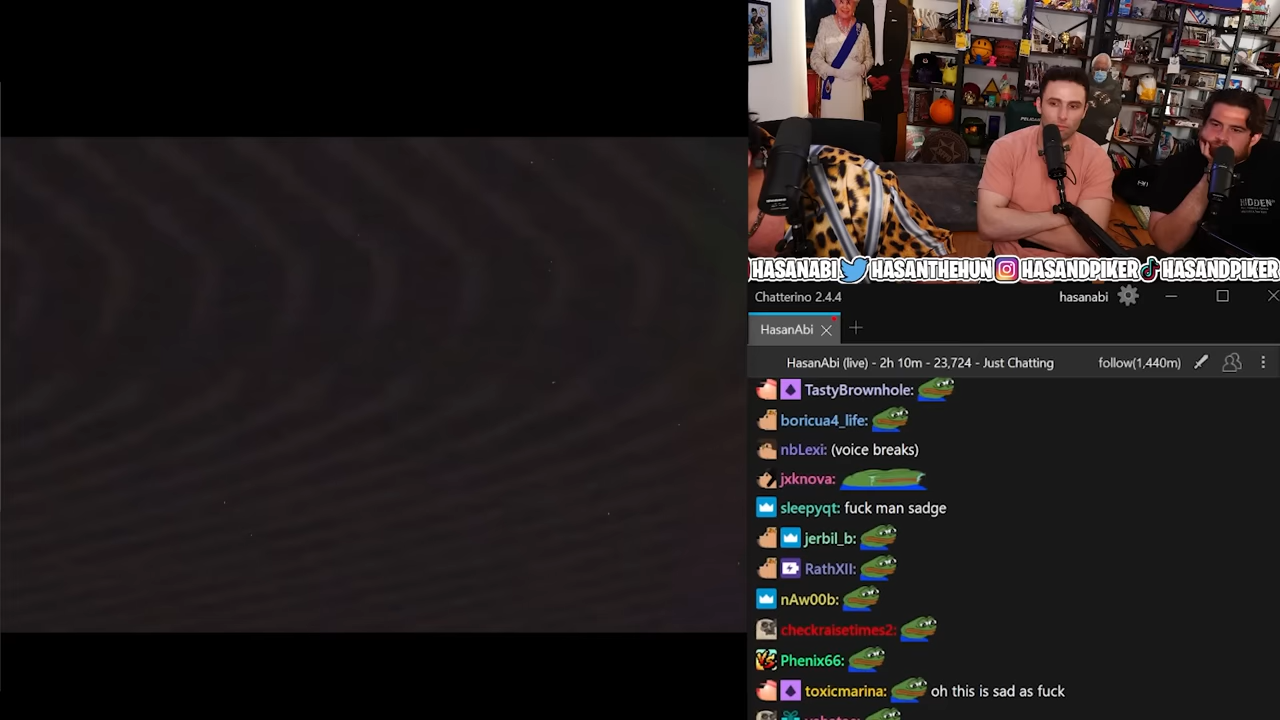 HIDDEN
HASANABI HASANTHEHUN HASANDPIKER HASANDPIKER
Chatterino 2.4.4
hasanabi
HasanAbi
HasanAbi (live) - 2h 10m - 23,724 - Just Chatting
follow(1,440m)
TastyBrownhole:
boricua4_life:
nbLexi: (voice breaks)
jxknova:
sleepyqt: fuck man sadge
jerbil_b:
RathXII:
nAw00b:
checkraisetimes2:
Phenix66:
toxicmarina: oh this is sad as fuck